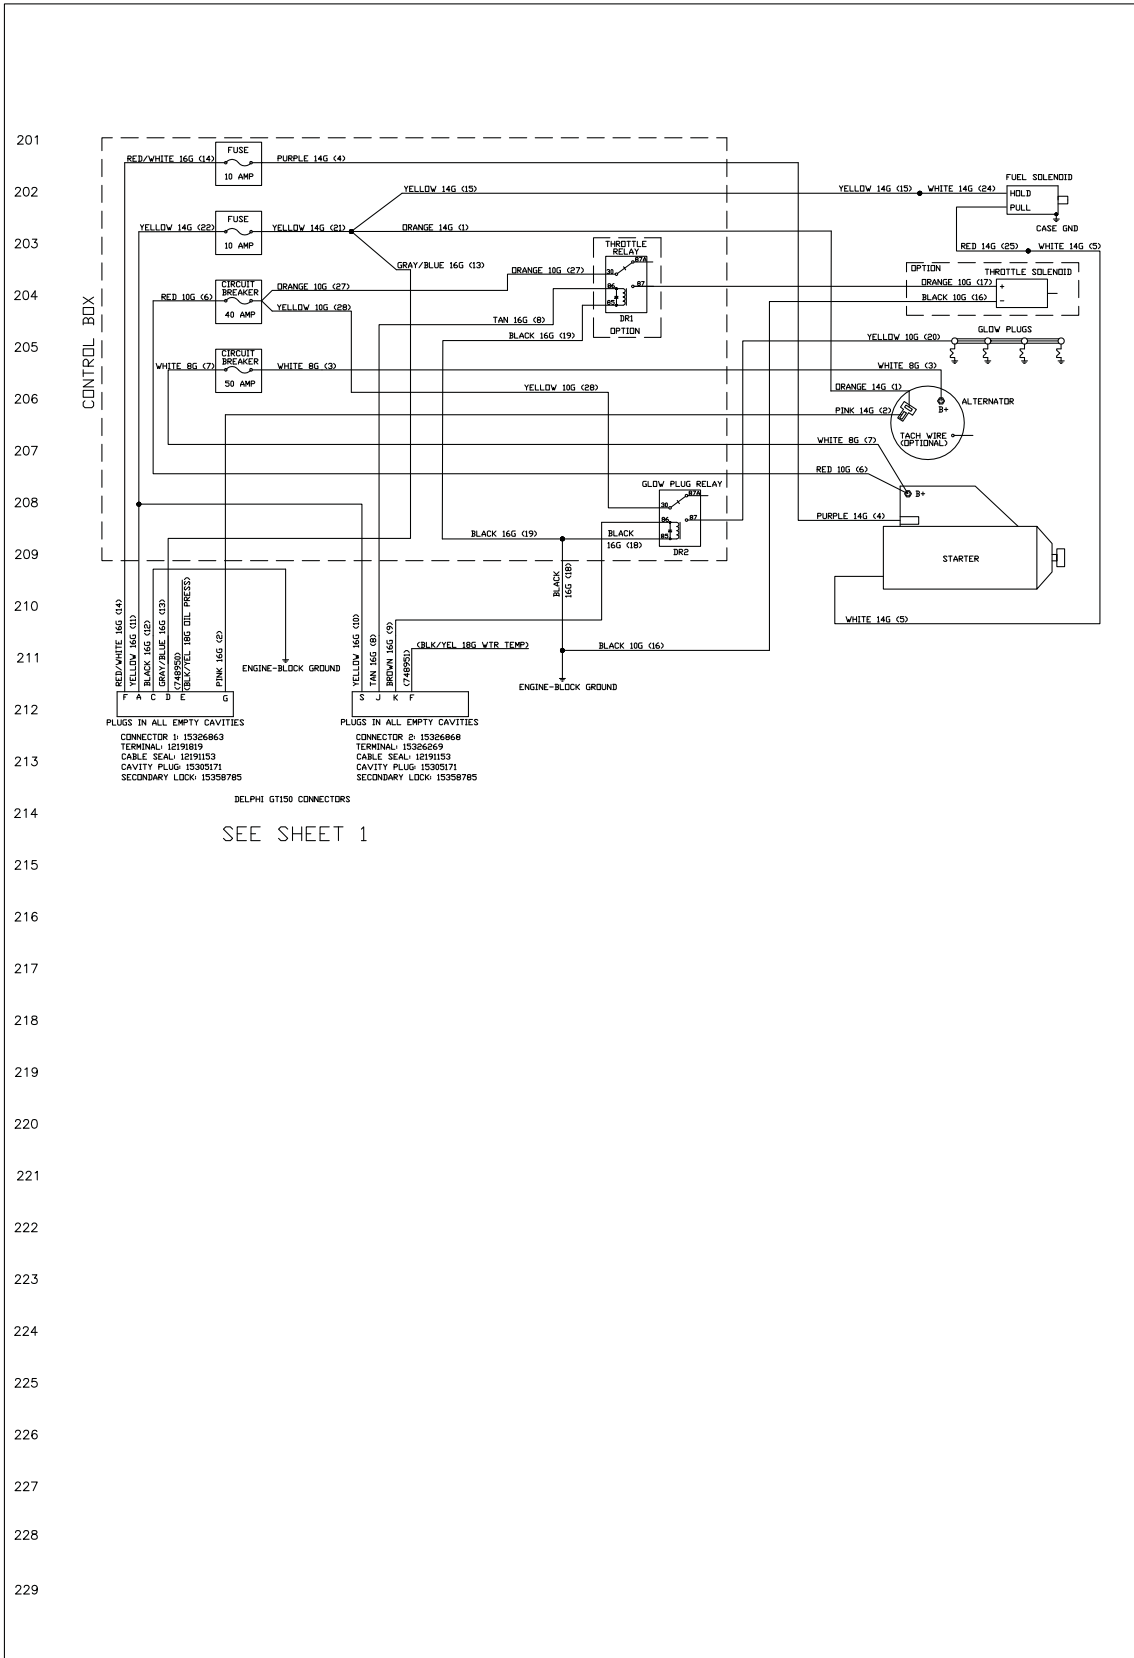 201
FUSE
RED/WHITE 16G (14)
PURPLE 14G (4)
10 AMP
FUEL SOLENOID
202
YELLOW 14G (15)
YELLOW 14G (15)
WHITE 14G (24)
HOLD
PULL
FUSE
YELLOW 14G (22)
YELLOW 14G (21)
ORANGE 14G (1)
CASE GND
203
10 AMP
THROTTLE
RELAY
RED 14G (25)
WHITE 14G (5)
87A
GRAY/BLUE 16G (13)
OPTION
THROTTLE SOLENOID
30
ORANGE 10G (27)
CIRCUIT
BREAKER
ORANGE 10G (27)
86
87
ORANGE 10G (17)
+
204
RED 10G (6)
YELLOW 10G (28)
85
BLACK 10G (16)
-
40 AMP
TAN 16G (8)
DR1
OPTION
BLACK 16G (19)
GLOW PLUGS
YELLOW 10G (20)
205
CIRCUIT
BREAKER
WHITE 8G (7)
WHITE 8G (3)
WHITE 8G (3)
50 AMP
YELLOW 10G (28)
ORANGE 14G (1)
CONTROL BOX
206
ALTERNATOR
PINK 14G (2)
B+
TACH WIRE
(OPTIONAL)
WHITE 8G (7)
207
RED 10G (6)
GLOW PLUG RELAY
87A
B+
208
30
86
87
PURPLE 14G (4)
BLACK 16G (19)
BLACK
16G (18)
85
DR2
209
STARTER
BLACK
16G (18)
210
WHITE 14G (5)
RED/WHITE 16G (14)
YELLOW 16G (11)
BLACK 16G (12)
GRAY/BLUE 16G (13)
(748950)
(BLK/YEL 18G OIL PRESS)
PINK 16G (2)
YELLOW 16G (10)
TAN 16G (8)
BROWN 16G (9)
(748951)
(BLK/YEL 18G WTR TEMP)
BLACK 10G (16)
211
ENGINE-BLOCK GROUND
ENGINE-BLOCK GROUND
F A C D E G
S J K F
212
PLUGS IN ALL EMPTY CAVITIES
PLUGS IN ALL EMPTY CAVITIES
CONNECTOR 1: 15326863
TERMINAL: 12191819
CABLE SEAL: 12191153
CAVITY PLUG: 15305171
SECONDARY LOCK: 15358785
CONNECTOR 2: 15326868
TERMINAL: 15326269
CABLE SEAL: 12191153
CAVITY PLUG: 15305171
SECONDARY LOCK: 15358785
213
DELPHI GT150 CONNECTORS
214
SEE SHEET 1
215
216
217
218
219
220
221
222
223
224
225
226
227
228
229